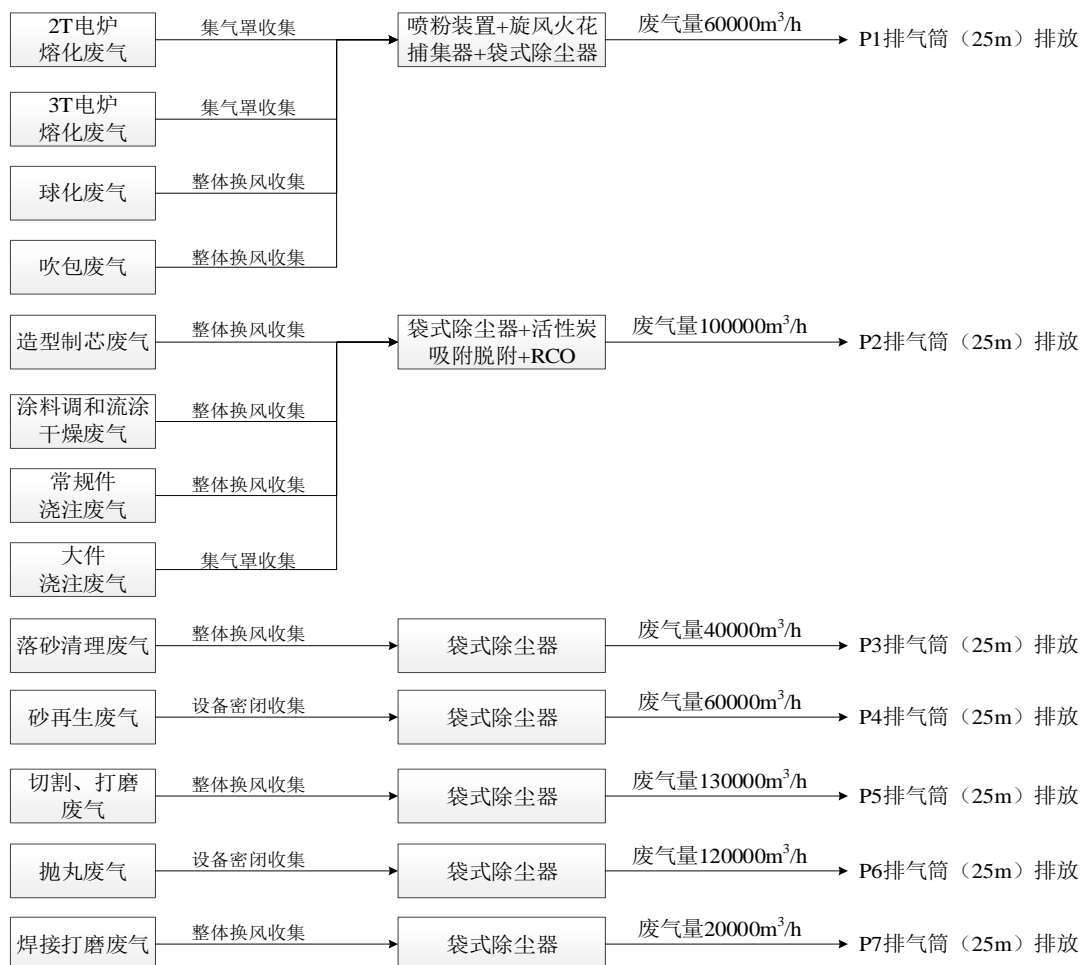 2T电炉
熔化废气
集气罩收集
喷粉装置+旋风火花
捕集器+袋式除尘器
废气量60000m³/h
P1排气筒（25m）排放
3T电炉
熔化废气
集气罩收集
球化废气
整体换风收集
吹包废气
整体换风收集
造型制芯废气
整体换风收集
袋式除尘器+活性炭
吸附脱附+RCO
废气量100000m³/h
P2排气筒（25m）排放
涂料调和流涂
干燥废气
整体换风收集
常规件
浇注废气
整体换风收集
大件
浇注废气
集气罩收集
落砂清理废气
整体换风收集
袋式除尘器
废气量40000m³/h
P3排气筒（25m）排放
砂再生废气
设备密闭收集
袋式除尘器
废气量60000m³/h
P4排气筒（25m）排放
切割、打磨
废气
整体换风收集
袋式除尘器
废气量130000m³/h
P5排气筒（25m）排放
抛丸废气
设备密闭收集
袋式除尘器
废气量120000m³/h
P6排气筒（25m）排放
焊接打磨废气
整体换风收集
袋式除尘器
废气量20000m³/h
P7排气筒（25m）排放